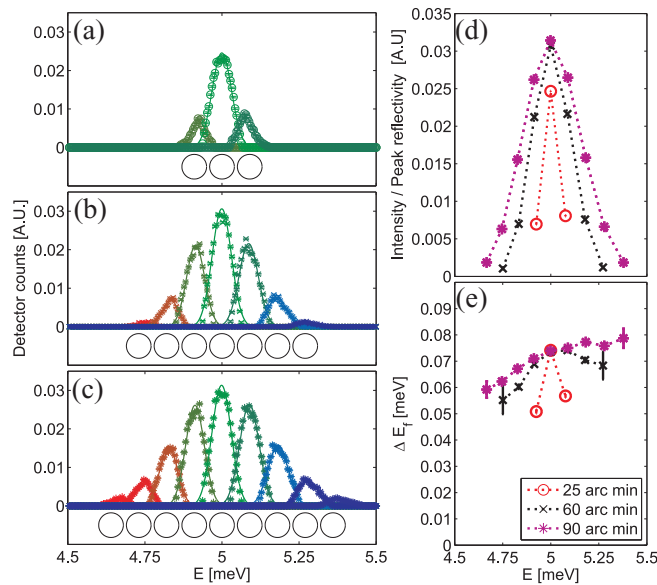 (a)
0.03
0.02
0.01
0
(b)
0.03
0.02
0.01
0
(c)
0.03
0.02
0.01
0
4.5 4.75 5 5.25 5.5
E [meV]
Detector counts [A.U.]
(d)
0.035
0.03
0.025
0.02
0.015
0.01
0.005
0
Intensity / Peak reflectivity [A.U]
(e)
0.09
0.08
0.07
0.06
0.05
0.04
0.03
0.02
0.01
0
Δ E_f [meV]
25 arc min
60 arc min
90 arc min
4.5 4.75 5 5.25 5.5
E [meV]